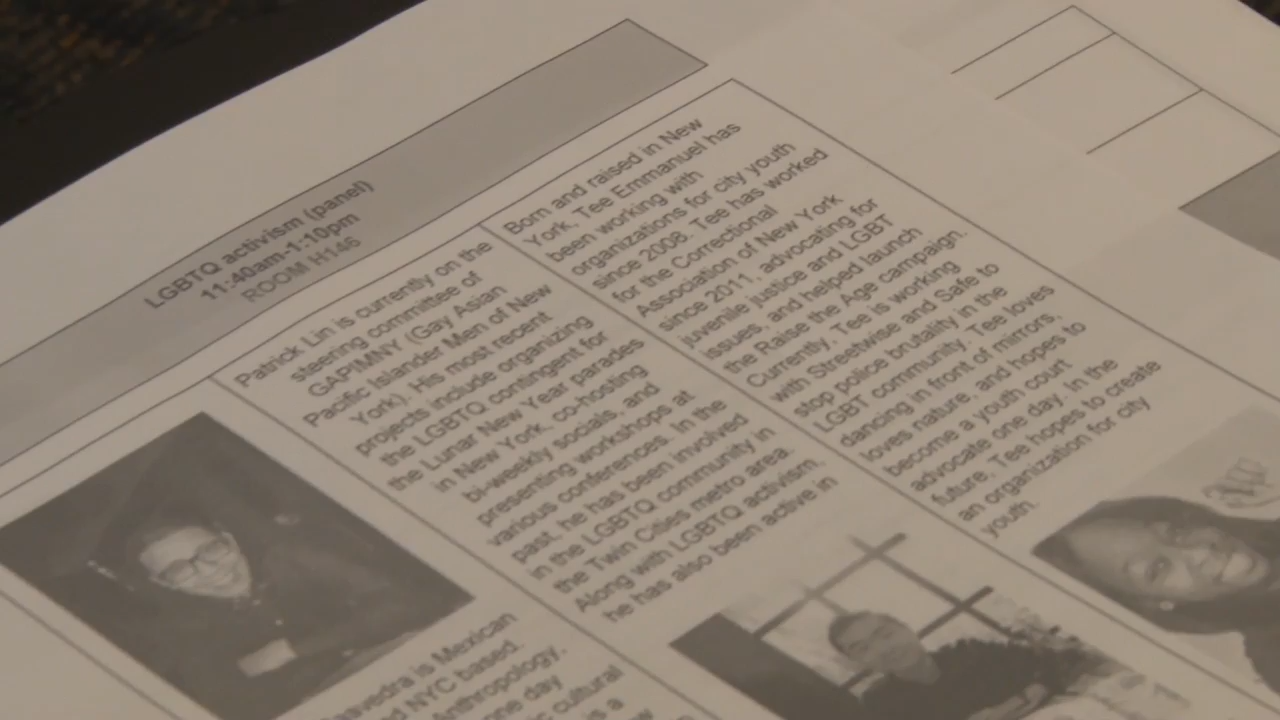 LGBTQ activism (panel)
11:40am-1:10pm
ROOM H146
Patrick Lin is currently on the
steering committee of
GAPIMNY (Gay Asian
Pacific Islander Men of New
York). His most recent
projects include organizing
the LGBTQ contingent for
the Lunar New Year parades
in New York, co-hosting
bi-weekly socials, and
presenting workshops at
various conferences. In the
past, he has been involved
in the LGBTQ community in
the Twin Cities metro area.
Along with LGBTQ activism,
he has also been active in
Born and raised in New
York, Tee Emmanuel has
been working with
organizations for city youth
since 2008. Tee has worked
for the Correctional
Association of New York
since 2011, advocating for
juvenile justice and LGBT
issues, and helped launch
the Raise the Age campaign.
Currently, Tee is working
with Streetwise and Safe to
stop police brutality in the
LGBT community. Tee loves
dancing in front of mirrors,
loves nature, and hopes to
become a youth court
advocate one day. In the
future, Tee hopes to create
an organization for city
youth.
is Mexican
NYC based.
Anthropology.
one day
cultural
is a